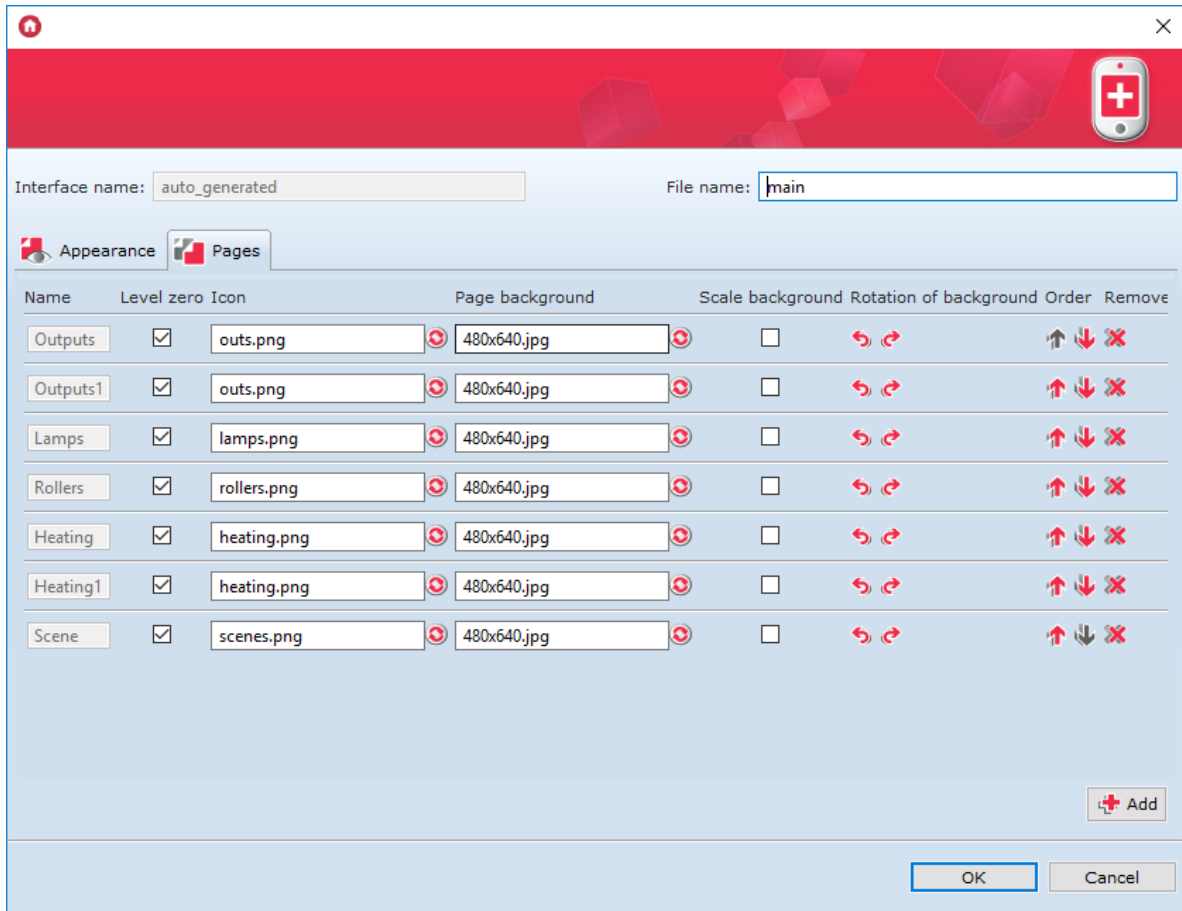 Interface name: auto_generated File name: main
Appearance Pages
Name Level zero Icon Page background Scale background Rotation of background Order Remove
Outputs outs.png 480x640.jpg
Outputs1 outs.png 480x640.jpg
Lamps lamps.png 480x640.jpg
Rollers rollers.png 480x640.jpg
Heating heating.png 480x640.jpg
Heating1 heating.png 480x640.jpg
Scene scenes.png 480x640.jpg
Add
OK Cancel